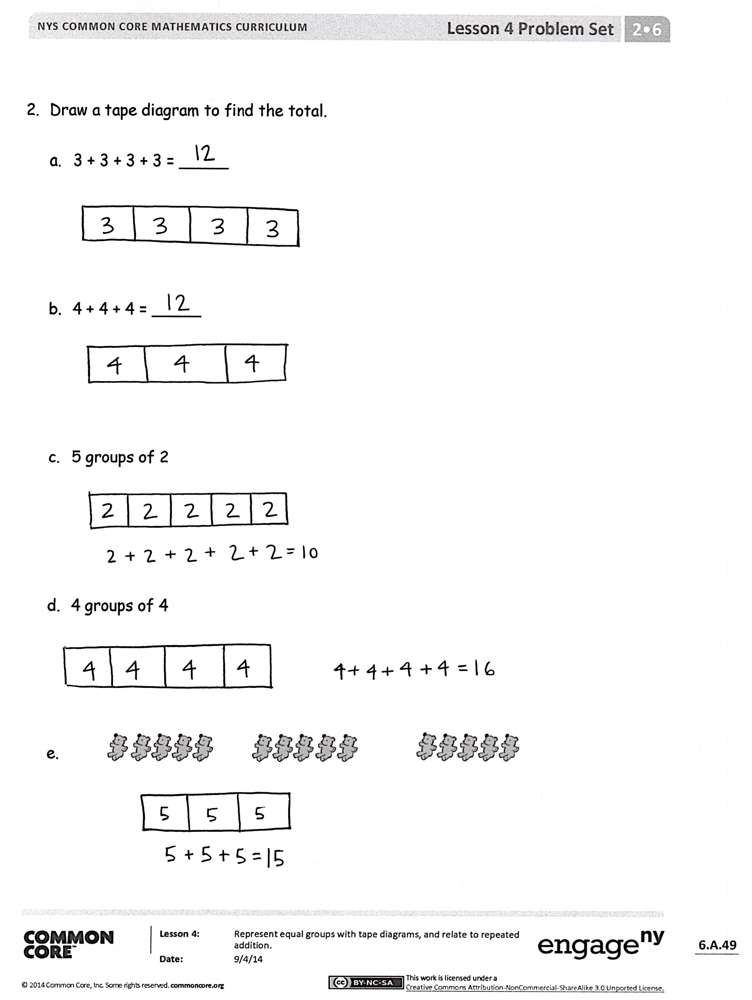 NYS COMMON CORE MATHEMATICS CURRICULUM Lesson 4 Problem Set 2•6
2. Draw a tape diagram to find the total.
a. 3 + 3 + 3 + 3 = 12
3 3 3 3
b. 4 + 4 + 4 = 12
4 4 4
c. 5 groups of 2
2 2 2 2 2
2 + 2 + 2 + 2 + 2 = 10
d. 4 groups of 4
4 4 4 4 4 + 4 + 4 + 4 = 16
e.
5 5 5
5 + 5 + 5 = 15
COMMON CORE™
Lesson 4: Represent equal groups with tape diagrams, and relate to repeated
addition.
Date: 9/4/14
engage ny
6.A.49
© 2014 Common Core, Inc. Some rights reserved. commoncore.org
cc BY-NC-SA
This work is licensed under a
Creative Commons Attribution-NonCommercial-ShareAlike 3.0 Unported License.